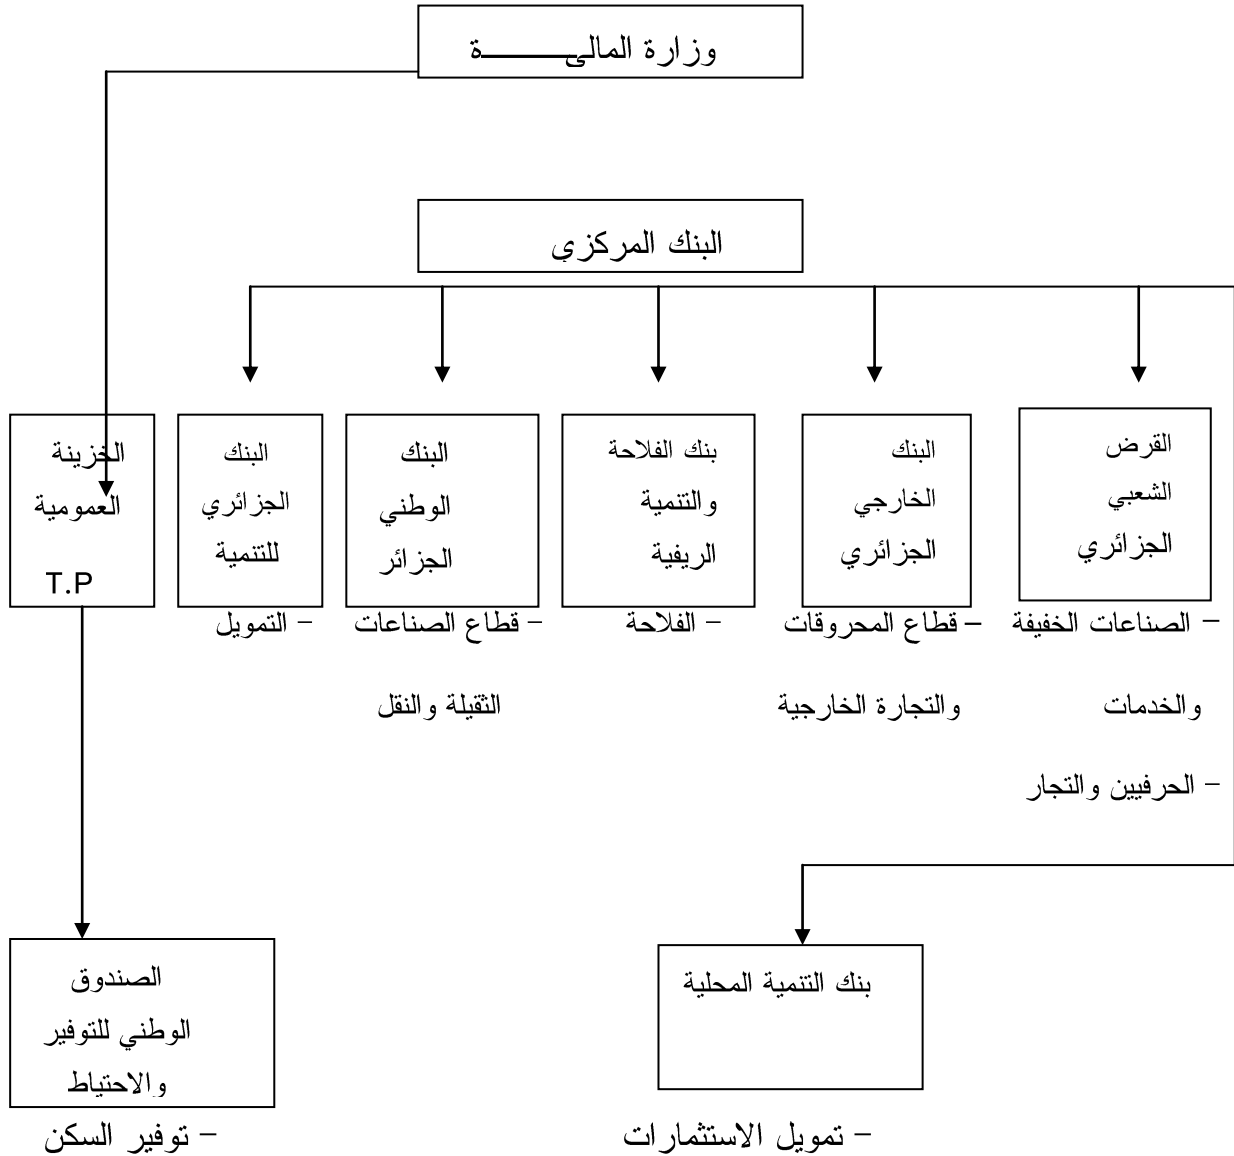 وزارة المالىــــــــــة
البنك المركزي
القرض
الشعبي
الجزائري
– الصناعات الخفيفة
والخدمات
– الحرفيين والتجار
البنك
الخارجي
الجزائري
– قطاع المحروقات
والتجارة الخارجية
بنك الفلاحة
والتنمية
الريفية
– الفلاحة
البنك
الوطني
الجزائر
– قطاع الصناعات
الثقيلة والنقل
البنك
الجزائري
للتنمية
– التمويل
الخزينة
العمومية
T.P
بنك التنمية المحلية
– تمويل الاستثمارات
الصندوق
الوطني للتوفير
والاحتياط
– توفير السكن